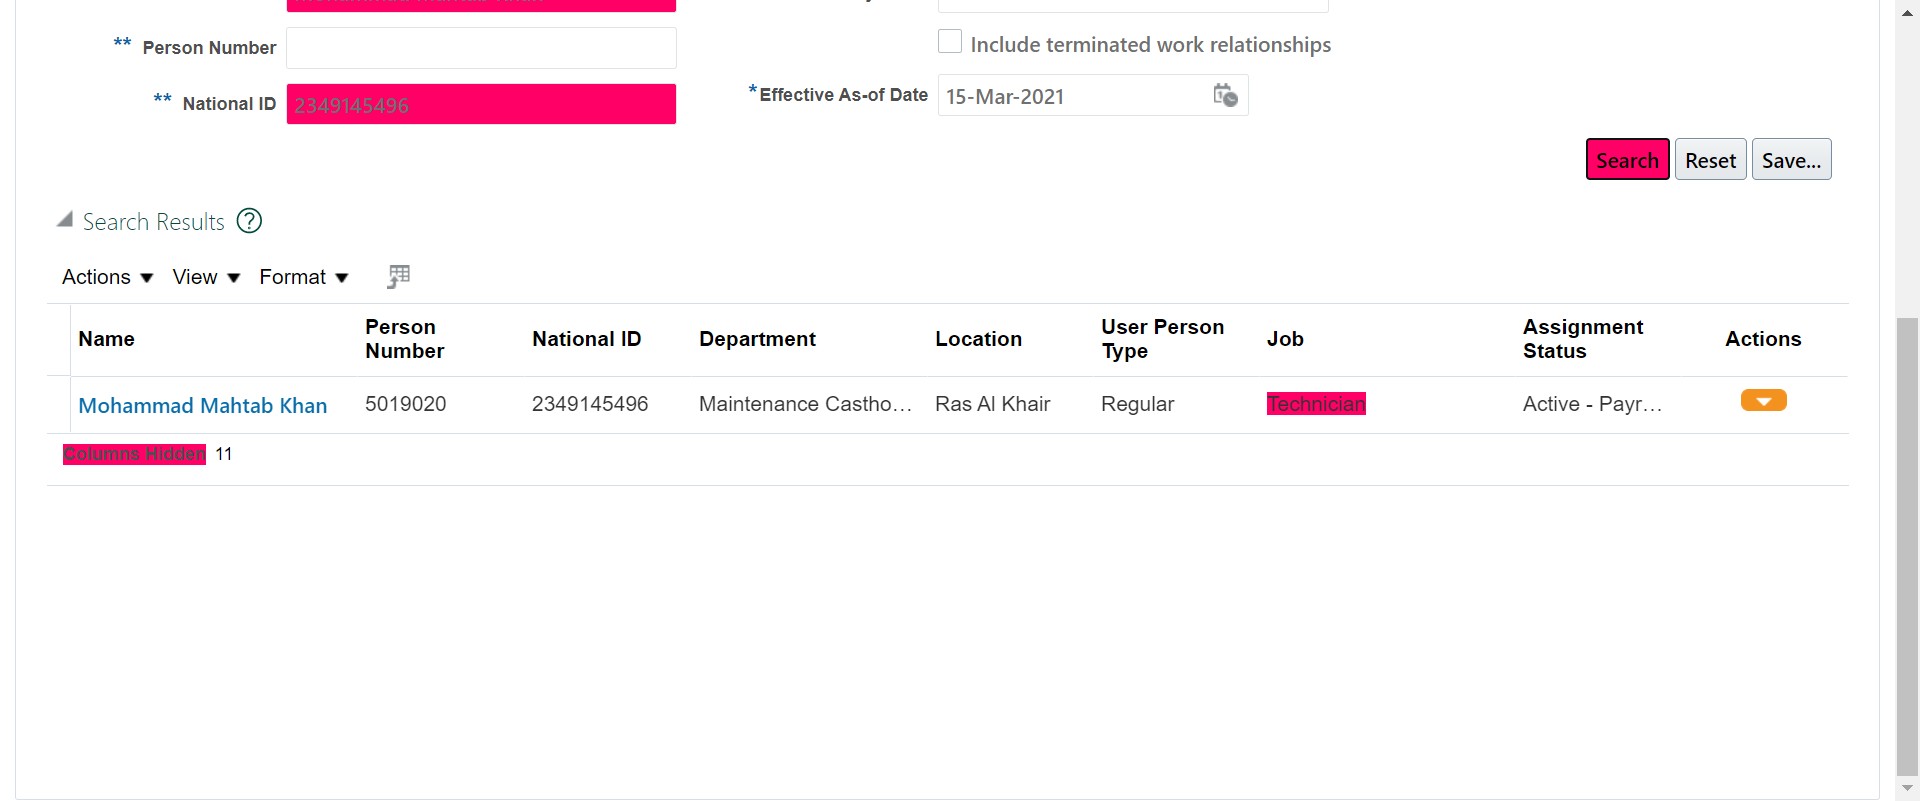 ** Person Number
Include terminated work relationships
** National ID 2349145496
*Effective As-of Date 15-Mar-2021
Search Reset Save...
Search Results ?
Actions View Format
Name Person Number National ID Department Location User Person Type Job Assignment Status Actions
Mohammad Mahtab Khan 5019020 2349145496 Maintenance Castho... Ras Al Khair Regular Technician Active - Payr...
Columns Hidden 11